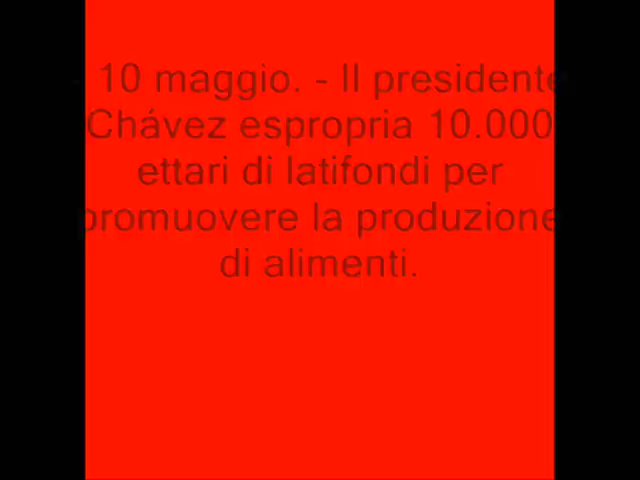 - 10 maggio. - Il presidente
Chávez espropria 10.000
ettari di latifondi per
promuovere la produzione
di alimenti.